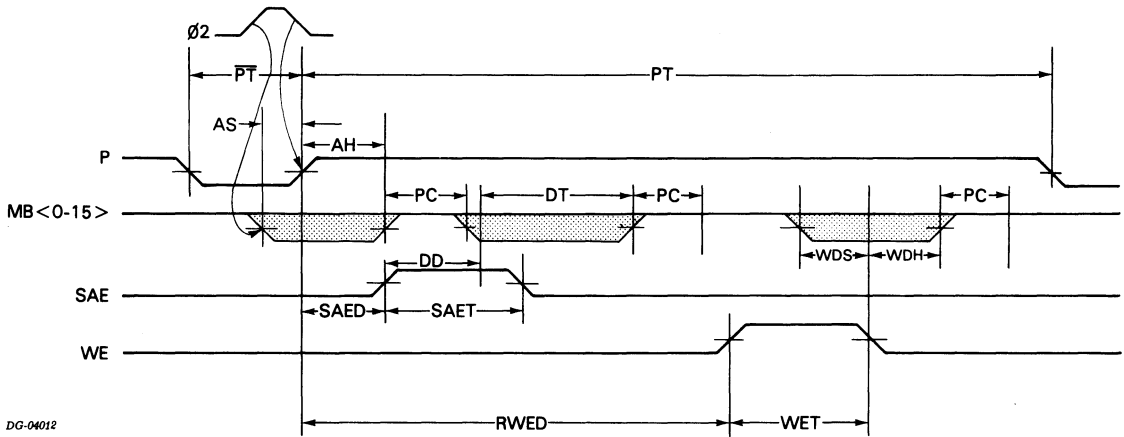 Ø2
P̅T̅ PT
AS
AH
P
PC DT PC PC
MB<0-15>
WDS WDH
DD
SAE
SAED SAET
WE
RWED WET
DG-04012